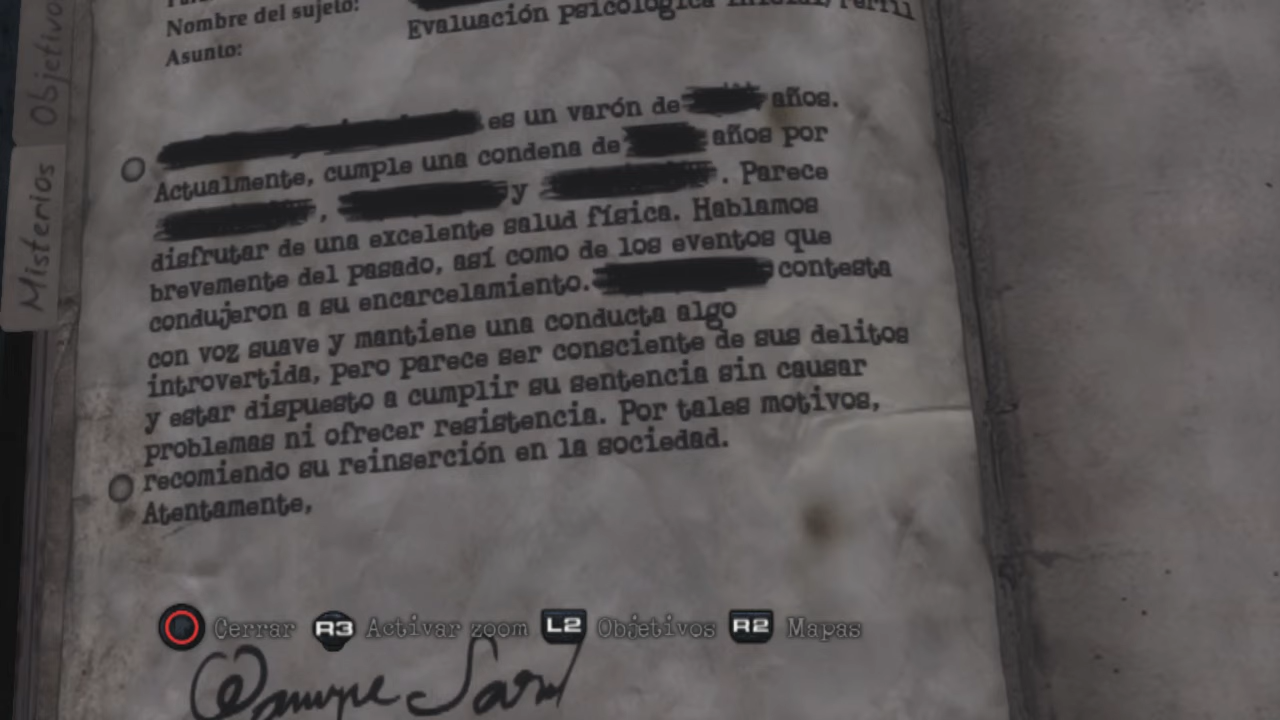 Objetivos
Misterios
Nombre del sujeto:
Asunto:
Evaluación psicológica inicial/Perfil
es un varón de años.
Actualmente, cumple una condena de años por
, y . Parece
disfrutar de una excelente salud física. Hablamos
brevemente del pasado, así como de los eventos que
condujeron a su encarcelamiento. contesta
con voz suave y mantiene una conducta algo
introvertida, pero parece ser consciente de sus delitos
y estar dispuesto a cumplir su sentencia sin causar
problemas ni ofrecer resistencia. Por tales motivos,
recomiendo su reinserción en la sociedad.
Atentamente,
Cerrar R3 Activar zoom L2 Objetivos R2 Mapas